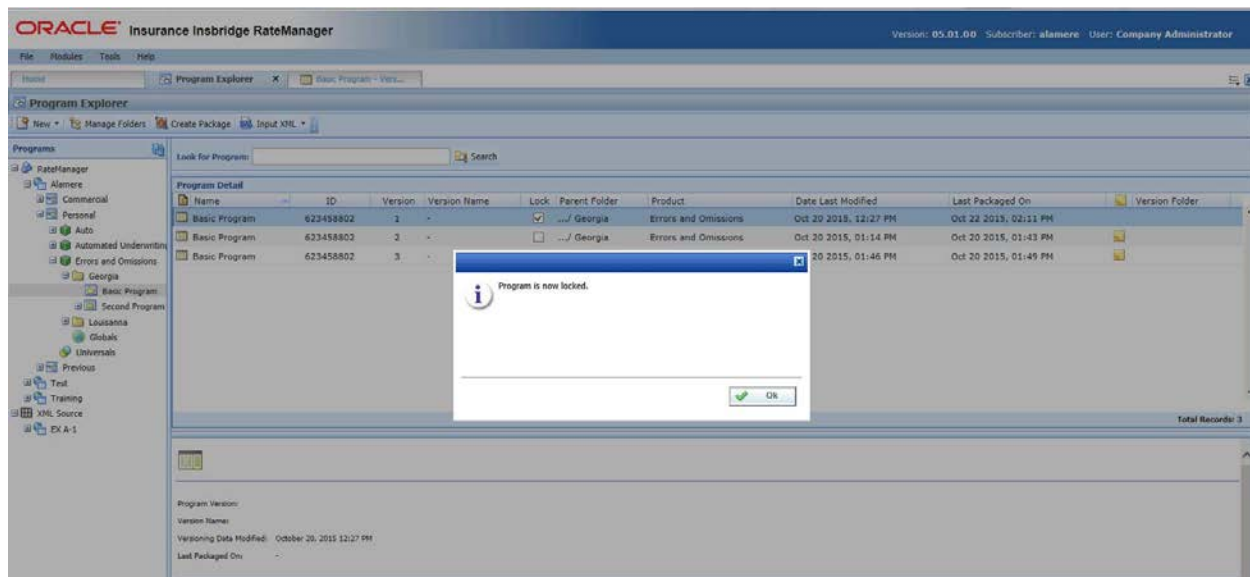 ORACLE Insurance Insbridge RateManager
Version: 05.01.00 Subscriber: alamere User: Company Administrator
File Modules Tools Help
Home
Program Explorer x
Basic Program - Vers...
Program Explorer
New
Manage Folders
Create Package
Input XML
Programs
RateManager
Alamere
Commercial
Personal
Auto
Automated Underwriting
Errors and Omissions
Georgia
Basic Program
Second Program
Louisanna
Globals
Universals
Previous
Test
Training
XML Source
EX A-1
Look for Program:
Search
Program Detail
Name ID Version Version Name Lock Parent Folder Product Date Last Modified Last Packaged On Version Folder
Basic Program 623458802 1 - .../ Georgia Errors and Omissions Oct 20 2015, 12:27 PM Oct 22 2015, 02:11 PM
Basic Program 623458802 2 - .../ Georgia Errors and Omissions Oct 20 2015, 01:14 PM Oct 20 2015, 01:43 PM
Basic Program 623458802 3 - 20 2015, 01:46 PM Oct 20 2015, 01:49 PM
Program is now locked.
Ok
Total Records: 3
Program Version:
Version Name:
Versioning Data Modified: October 20, 2015 12:27 PM
Last Packaged On: -